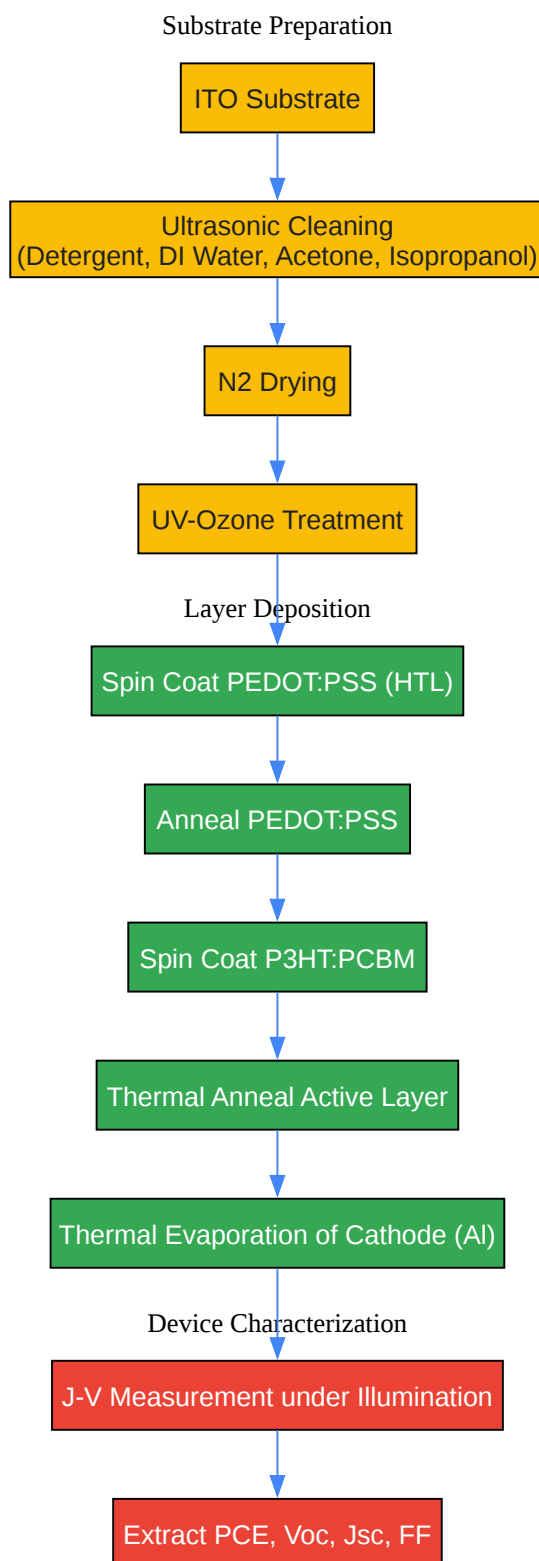 Substrate Preparation
ITO Substrate
Ultrasonic Cleaning
(Detergent, DI Water, Acetone, Isopropanol)
N2 Drying
UV-Ozone Treatment
Layer Deposition
Spin Coat PEDOT:PSS (HTL)
Anneal PEDOT:PSS
Spin Coat P3HT:PCBM
Thermal Anneal Active Layer
Thermal Evaporation of Cathode (Al)
Device Characterization
J-V Measurement under Illumination
Extract PCE, Voc, Jsc, FF